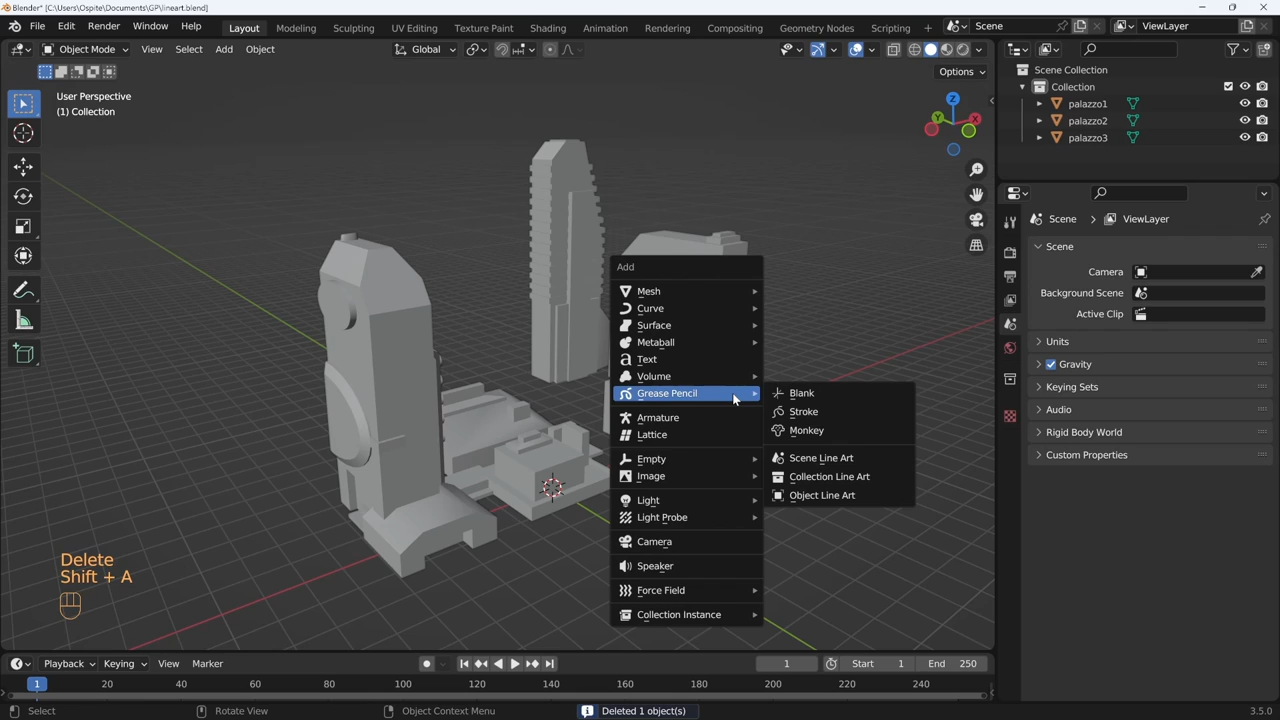 Blender* [C:\Users\Ospite\Documents\GP\lineart.blend]
File Edit Render Window Help Layout Modeling Sculpting UV Editing Texture Paint Shading Animation Rendering Compositing Geometry Nodes Scripting + Scene ViewLayer
Object Mode View Select Add Object Global
Options
User Perspective
(1) Collection
Z
Y
X
Add
Mesh
Curve
Surface
Metaball
Text
Volume
Grease Pencil
Armature
Lattice
Empty
Image
Light
Light Probe
Camera
Speaker
Force Field
Collection Instance
Blank
Stroke
Monkey
Scene Line Art
Collection Line Art
Object Line Art
Delete
Shift + A
Scene Collection
Collection
palazzo1
palazzo2
palazzo3
Scene ViewLayer
Scene
Camera
Background Scene
Active Clip
Units
Gravity
Keying Sets
Audio
Rigid Body World
Custom Properties
Playback Keying View Marker 1 Start 1 End 250
1 20 40 60 80 100 120 140 160 180 200 220 240
Select Rotate View Object Context Menu Deleted 1 object(s) 3.5.0